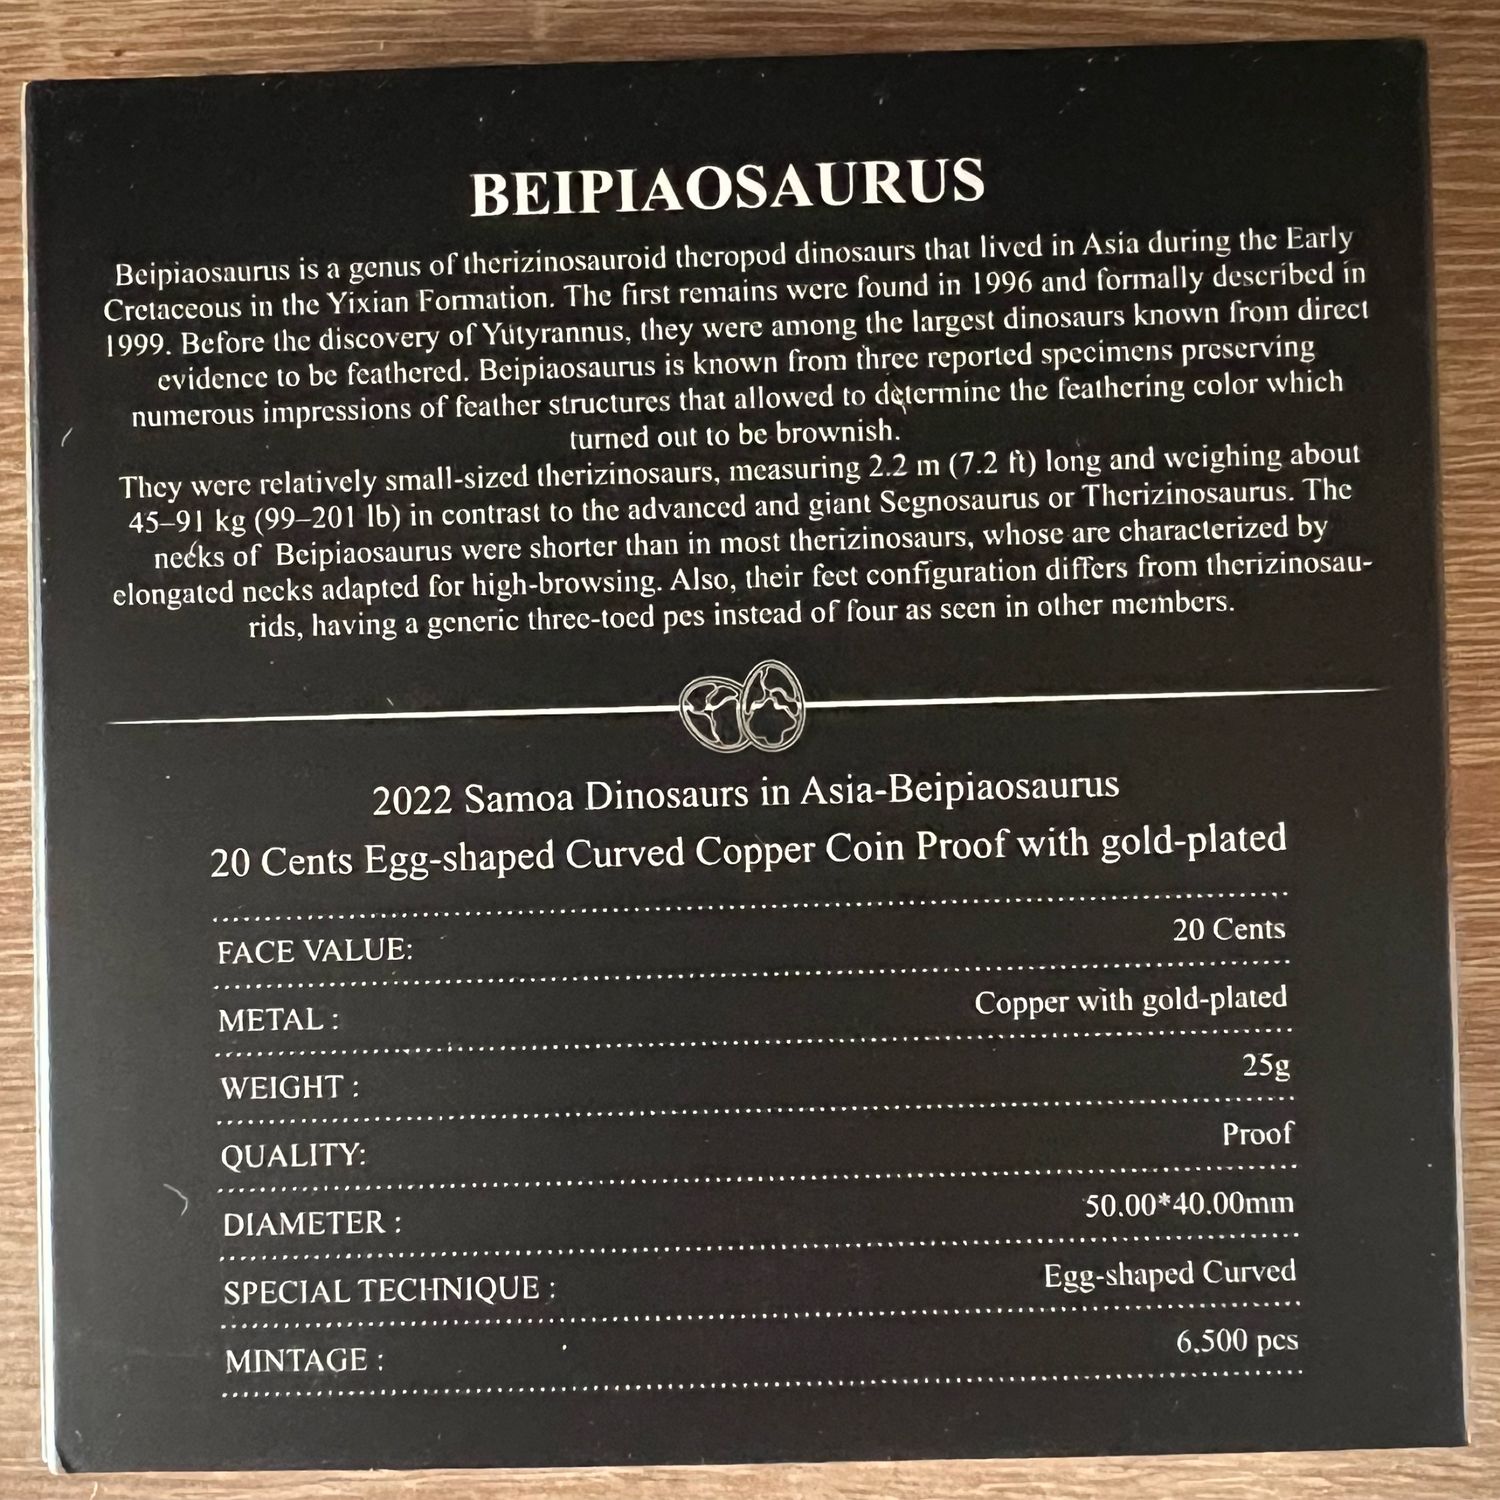 BEIPIAOSAURUS
Beipiaosaurus is a genus of therizinosauroid theropod dinosaurs that lived in Asia during the Early
Cretaceous in the Yixian Formation. The first remains were found in 1996 and formally described in
1999. Before the discovery of Yutyrannus, they were among the largest dinosaurs known from direct
evidence to be feathered. Beipiaosaurus is known from three reported specimens preserving
numerous impressions of feather structures that allowed to determine the feathering color which
turned out to be brownish.
They were relatively small-sized therizinosaurs, measuring 2.2 m (7.2 ft) long and weighing about
45–91 kg (99–201 lb) in contrast to the advanced and giant Segnosaurus or Therizinosaurus. The
necks of Beipiaosaurus were shorter than in most therizinosaurs, whose are characterized by
elongated necks adapted for high-browsing. Also, their feet configuration differs from therizinosau-
rids, having a generic three-toed pes instead of four as seen in other members.
2022 Samoa Dinosaurs in Asia-Beipiaosaurus
20 Cents Egg-shaped Curved Copper Coin Proof with gold-plated
FACE VALUE: 20 Cents
METAL : Copper with gold-plated
WEIGHT : 25g
QUALITY: Proof
DIAMETER : 50.00*40.00mm
SPECIAL TECHNIQUE : Egg-shaped Curved
MINTAGE : 6,500 pcs